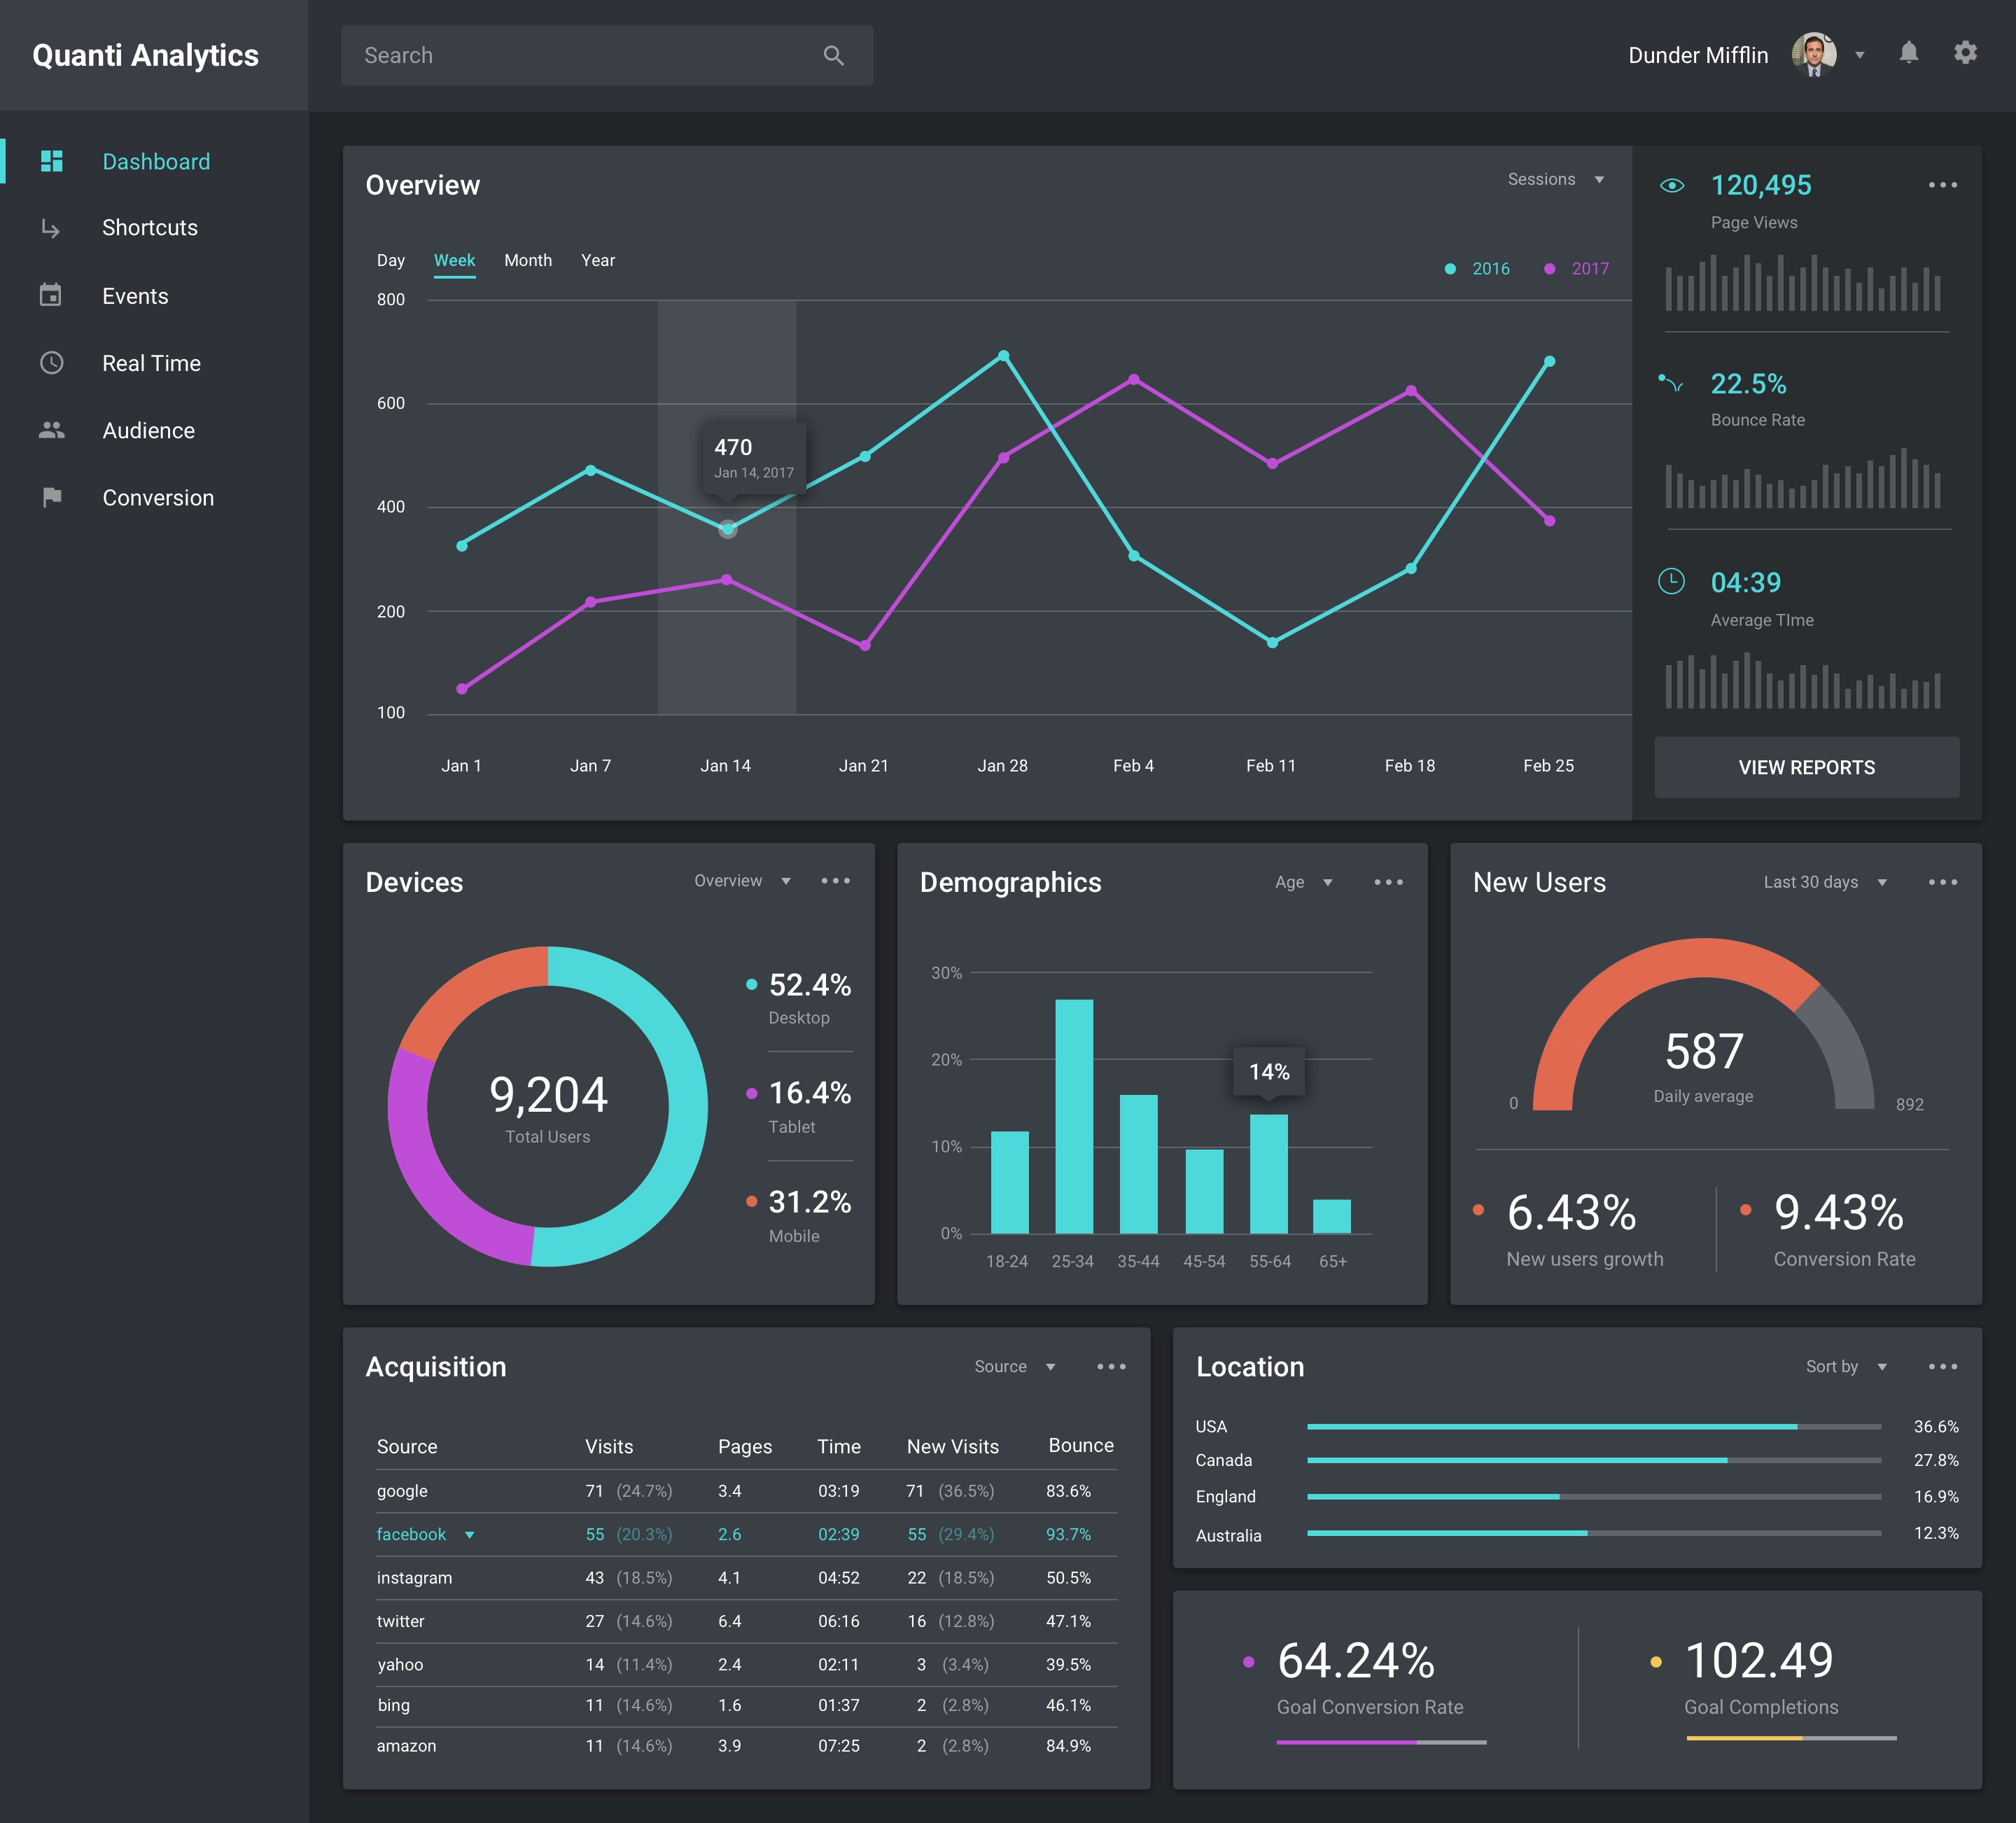 Quanti Analytics
Search
Dunder Mifflin
Dashboard
Shortcuts
Events
Real Time
Audience
Conversion
Overview
Sessions
Day Week Month Year
2016 2017
800
600
400
200
100
470
Jan 14, 2017
Jan 1 Jan 7 Jan 14 Jan 21 Jan 28 Feb 4 Feb 11 Feb 18 Feb 25
120,495
Page Views
22.5%
Bounce Rate
04:39
Average TIme
VIEW REPORTS
Devices
Overview
9,204
Total Users
52.4%
Desktop
16.4%
Tablet
31.2%
Mobile
Demographics
Age
30%
20%
10%
0%
14%
18-24 25-34 35-44 45-54 55-64 65+
New Users
Last 30 days
587
Daily average
0
892
6.43%
New users growth
9.43%
Conversion Rate
Acquisition
Source
Source Visits Pages Time New Visits Bounce
google 71 (24.7%) 3.4 03:19 71 (36.5%) 83.6%
facebook 55 (20.3%) 2.6 02:39 55 (29.4%) 93.7%
instagram 43 (18.5%) 4.1 04:52 22 (18.5%) 50.5%
twitter 27 (14.6%) 6.4 06:16 16 (12.8%) 47.1%
yahoo 14 (11.4%) 2.4 02:11 3 (3.4%) 39.5%
bing 11 (14.6%) 1.6 01:37 2 (2.8%) 46.1%
amazon 11 (14.6%) 3.9 07:25 2 (2.8%) 84.9%
Location
Sort by
USA 36.6%
Canada 27.8%
England 16.9%
Australia 12.3%
64.24%
Goal Conversion Rate
102.49
Goal Completions